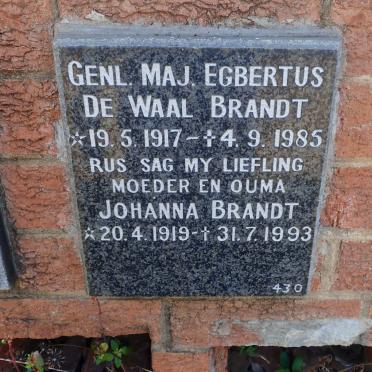 GENL. MAJ. EGBERTUS
DE WAAL BRANDT
☆ 19.5.1917 - ✝ 4.9.1985
RUS SAG MY LIEFLING
MOEDER EN OUMA
JOHANNA BRANDT
☆ 20.4.1919 - ✝ 31.7.1993
430